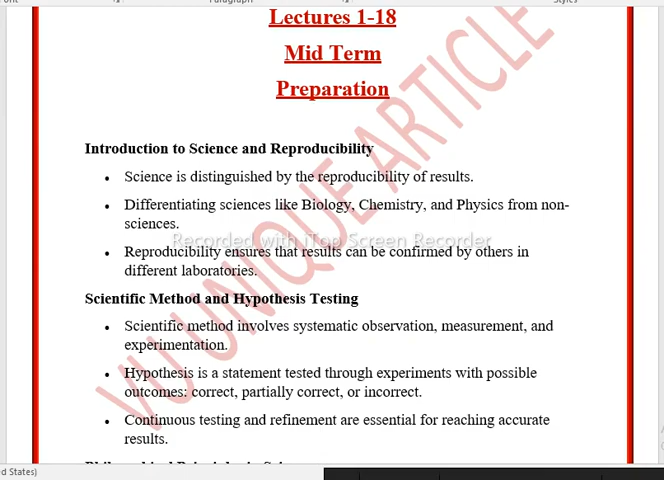 Paragraph
Styles
Lectures 1-18
Mid Term
Preparation
Introduction to Science and Reproducibility
• Science is distinguished by the reproducibility of results.
• Differentiating sciences like Biology, Chemistry, and Physics from non-
sciences.
Recorded with iTop Screen Recorder
• Reproducibility ensures that results can be confirmed by others in
different laboratories.
Scientific Method and Hypothesis Testing
• Scientific method involves systematic observation, measurement, and
experimentation.
• Hypothesis is a statement tested through experiments with possible
outcomes: correct, partially correct, or incorrect.
• Continuous testing and refinement are essential for reaching accurate
results.
VU UNIQUE ARTICLE
d States)